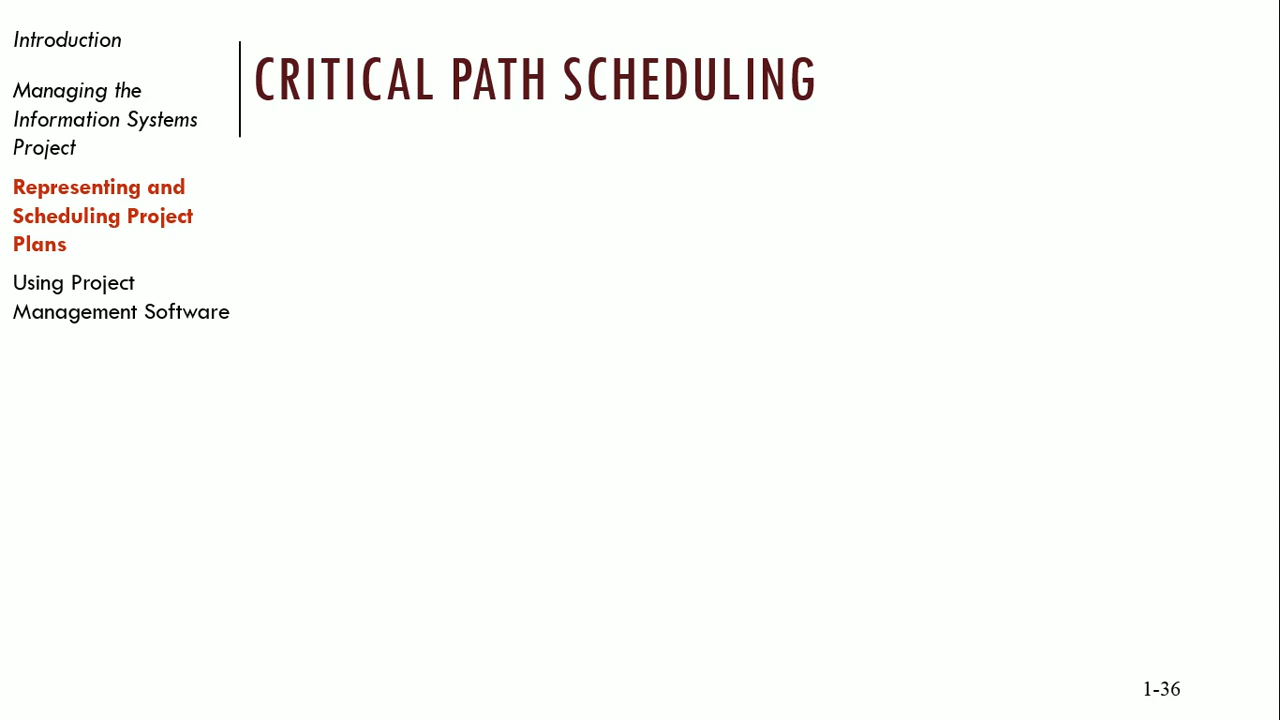 Introduction
Managing the
Information Systems
Project
Representing and
Scheduling Project
Plans
Using Project
Management Software
CRITICAL PATH SCHEDULING
1-36